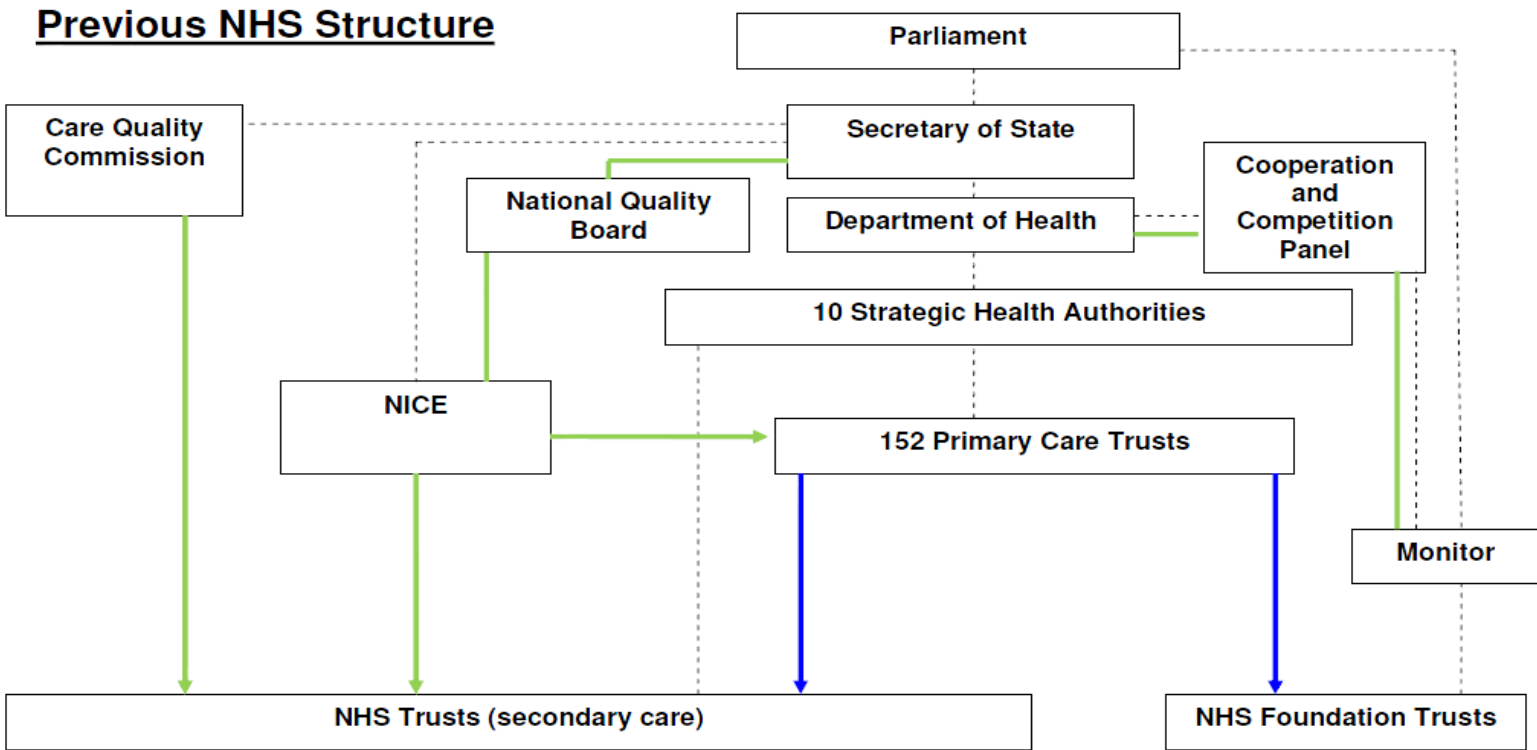 Previous NHS Structure
Parliament
Care Quality
Commission
Secretary of State
Cooperation
and
Competition
Panel
National Quality
Board
Department of Health
10 Strategic Health Authorities
NICE
152 Primary Care Trusts
Monitor
NHS Trusts (secondary care)
NHS Foundation Trusts